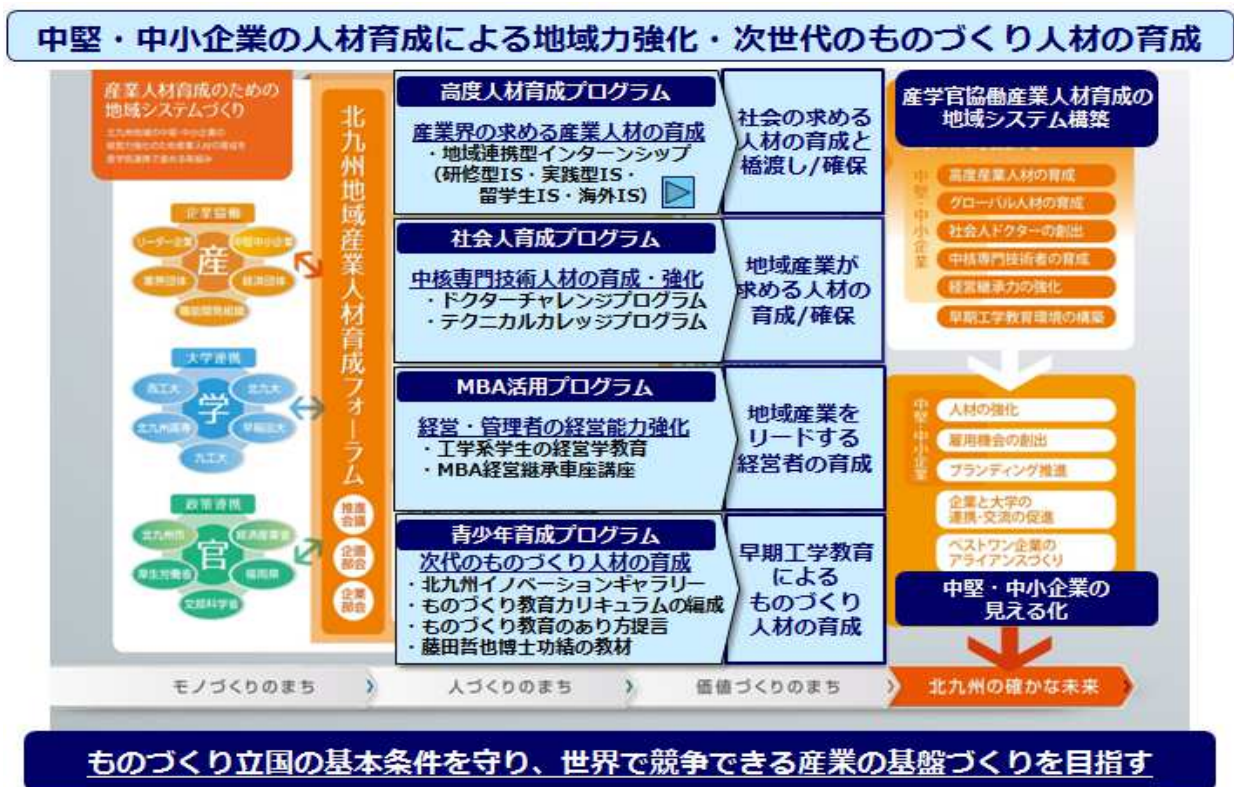 中堅・中小企業の人材育成による地域力強化・次世代のものづくり人材の育成
産業人材育成のための
地域システムづくり
北九州地域の中堅・中小企業の
産学官連携で進める取組み
企業協働
産
リーダー企業
中堅中小企業
業務団体
経済団体
職能開発組織
大学連携
学
西工大
北九大
北九州高専
早稲田大
九工大
政策連携
官
北九州市
経済産業省
厚生労働省
福岡県
文部科学省
北九州地域産業人材育成フォーラム
推進
会議
企画
部会
企業
部会
高度人材育成プログラム
産業界の求める産業人材の育成
・地域連携型インターンシップ
(研修型IS・実践型IS・
留学生IS・海外IS)
社会の求める
人材の育成と
橋渡し/確保
社会人育成プログラム
中核専門技術人材の育成・強化
・ドクターチャレンジプログラム
・テクニカルカレッジプログラム
地域産業が
求める人材の
育成/確保
MBA活用プログラム
経営・管理者の経営能力強化
・工学系学生の経営学教育
・MBA経営継承車座講座
地域産業を
リードする
経営者の育成
青少年育成プログラム
次代のものづくり人材の育成
・北九州イノベーションギャラリー
・ものづくり教育カリキュラムの編成
・ものづくり教育のあり方提言
・藤田哲也博士功績の教材
早期工学教育
による
ものづくり
人材の育成
産学官協働産業人材育成の
地域システム構築
中堅・中小企業
高度産業人材の育成
グローバル人材の育成
社会人ドクターの創出
中核専門技術者の育成
経営継承力の強化
早期工学教育環境の構築
中堅・中小企業
人材の強化
雇用機会の創出
ブランディング推進
企業と大学の
連携・交流の促進
ベストワン企業の
アライアンスづくり
中堅・中小企業の
見える化
モノづくりのまち
人づくりのまち
価値づくりのまち
北九州の確かな未来
ものづくり立国の基本条件を守り、世界で競争できる産業の基盤づくりを目指す